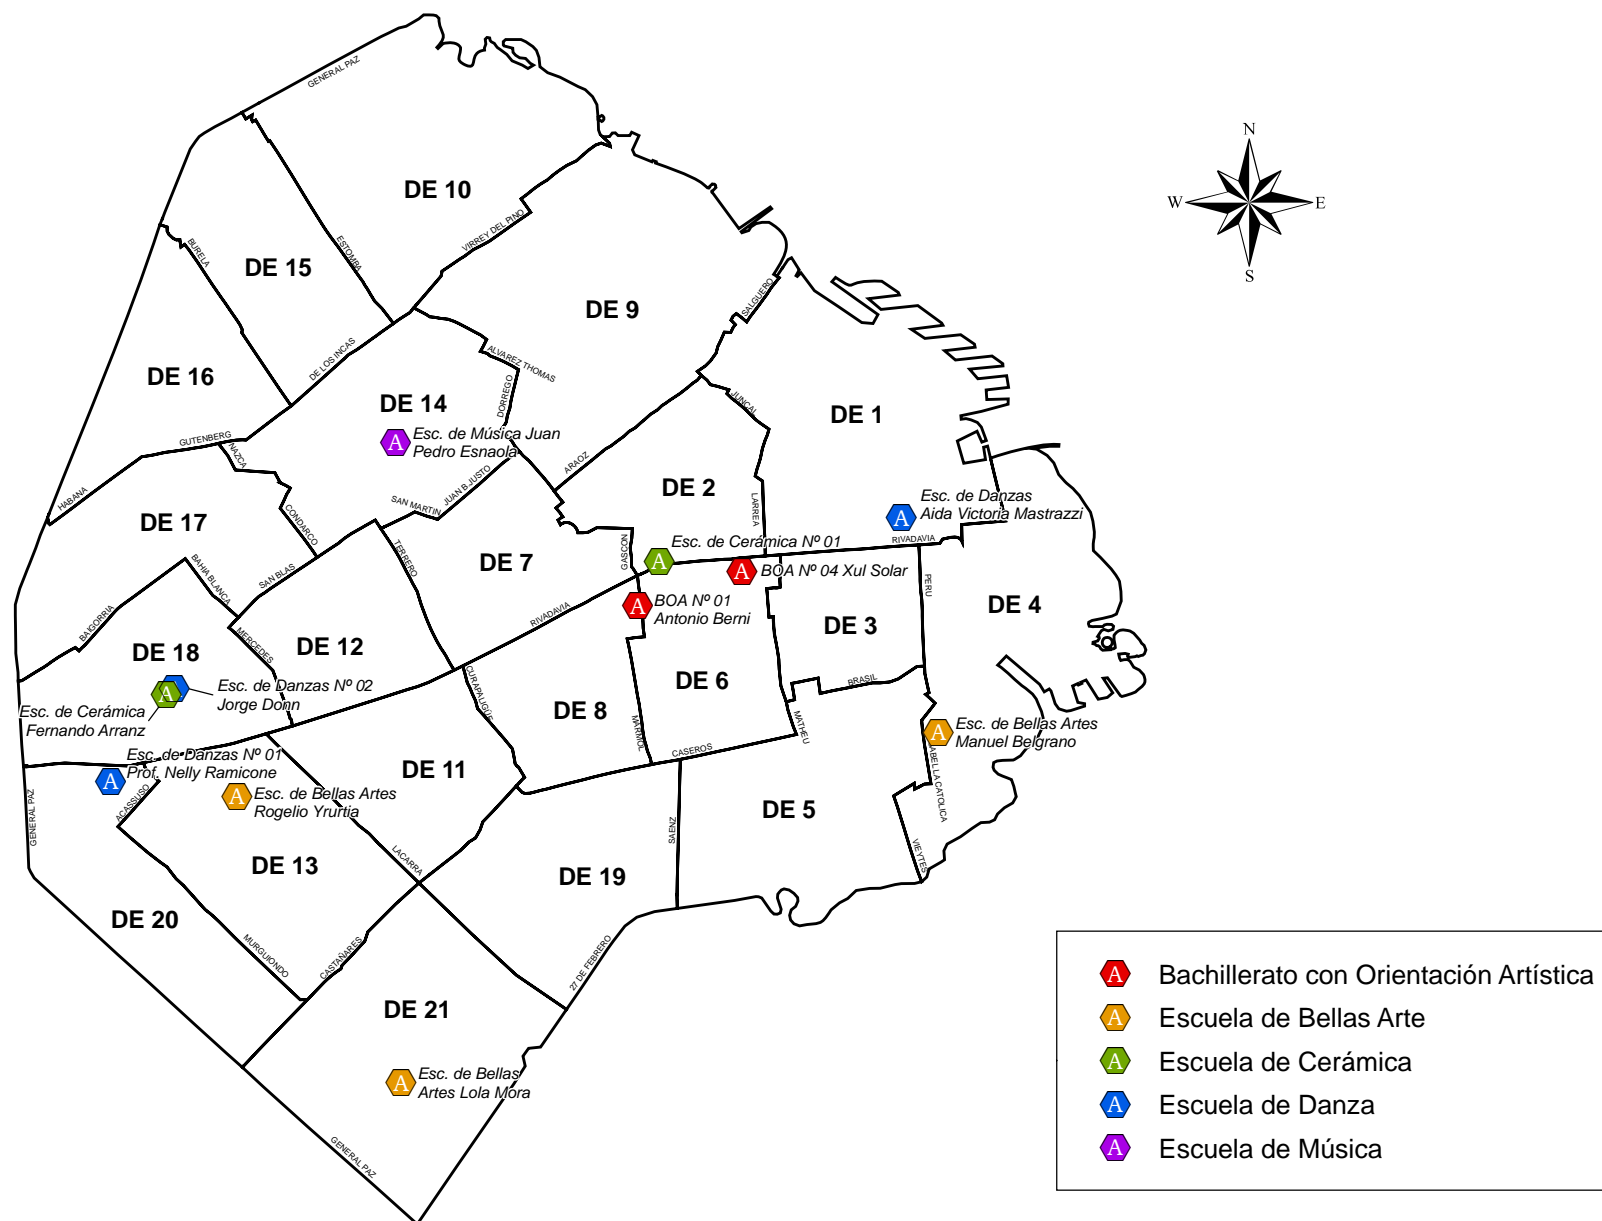 GENERAL PAZ
N
W
E
S
DE 10
BURELA
ESTOMBA
VIRREY DEL PINO
DE 15
DE 9
SALGUERO
DE 16
DE LOS INCAS
ALVAREZ THOMAS
DORREGO
DE 14
JUNCAL
DE 1
GUTENBERG
Esc. de Música Juan
Pedro Esnaola
NAZCA
ARAOZ
HABANA
SAN MARTIN
JUAN B JUSTO
DE 2
LARREA
Esc. de Danzas
Aida Victoria Mastrazzi
DE 17
CONDARCO
TERRERO
DE 7
GASCON
Esc. de Cerámica Nº 01
RIVADAVIA
BAHIA BLANCA
SAN BLAS
BOA Nº 04 Xul Solar
PERU
BAIGORRIA
MERCEDES
RIVADAVIA
BOA Nº 01
Antonio Berni
DE 3
DE 4
DE 18
DE 12
CURAPALIGÜE
DE 6
BRASIL
Esc. de Danzas Nº 02
Jorge Donn
Esc. de Cerámica
Fernando Arranz
DE 8
MARMOL
MATHEU
Esc. de Bellas Artes
Manuel Belgrano
Esc. de Danzas Nº 01
Prof. Nelly Ramicone
CASEROS
DE 11
ABEL LA CATOLICA
GENERAL PAZ
ACASSUSO
Esc. de Bellas Artes
Rogelio Yrurtia
DE 5
SAENZ
VIEYTES
DE 13
LACARRA
DE 19
DE 20
MURGUIONDO
CASTAÑARES
27 DE FEBRERO
DE 21
Esc. de Bellas
Artes Lola Mora
GENERAL PAZ
A Bachillerato con Orientación Artística
A Escuela de Bellas Arte
A Escuela de Cerámica
A Escuela de Danza
A Escuela de Música